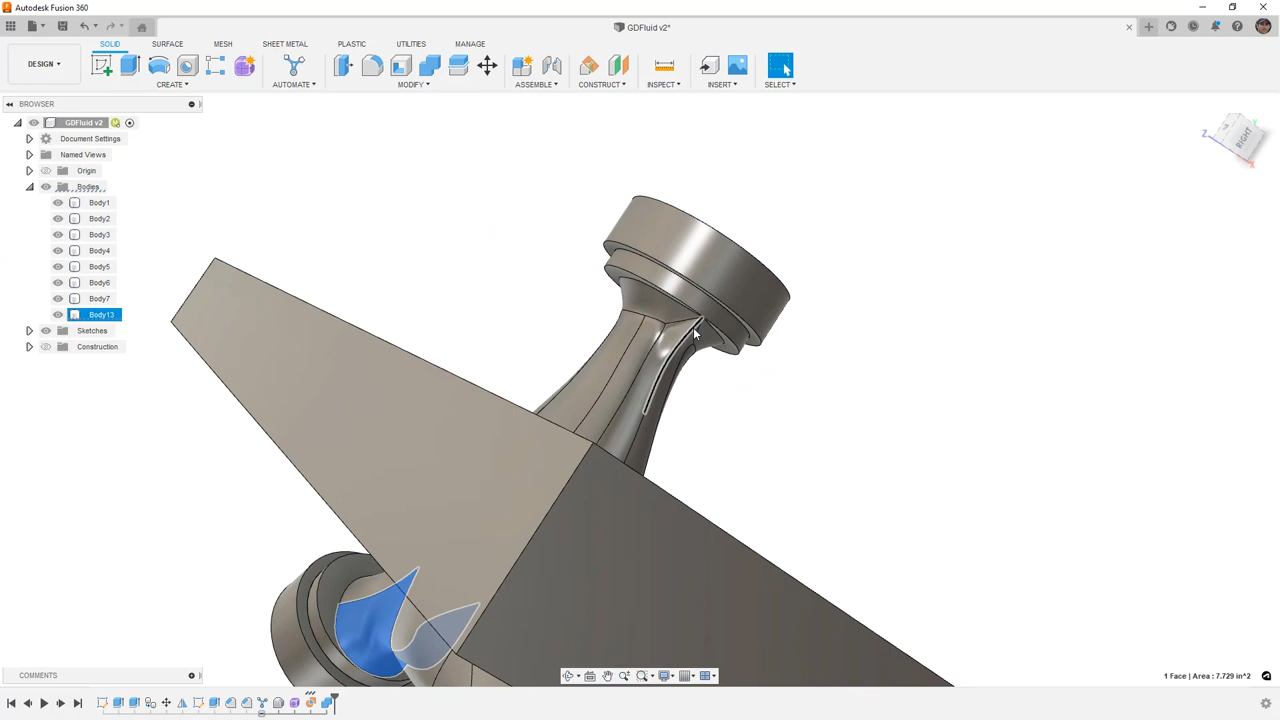 Autodesk Fusion 360
GDFluid v2*
DESIGN
SOLID
SURFACE
MESH
SHEET METAL
PLASTIC
UTILITIES
MANAGE
CREATE
AUTOMATE
MODIFY
ASSEMBLE
CONSTRUCT
INSPECT
INSERT
SELECT
BROWSER
GDFluid v2
Document Settings
Named Views
Origin
Bodies
Body1
Body2
Body3
Body4
Body5
Body6
Body7
Body13
Sketches
Construction
Z
Y
X
RIGHT
COMMENTS
1 Face | Area : 7.729 in^2